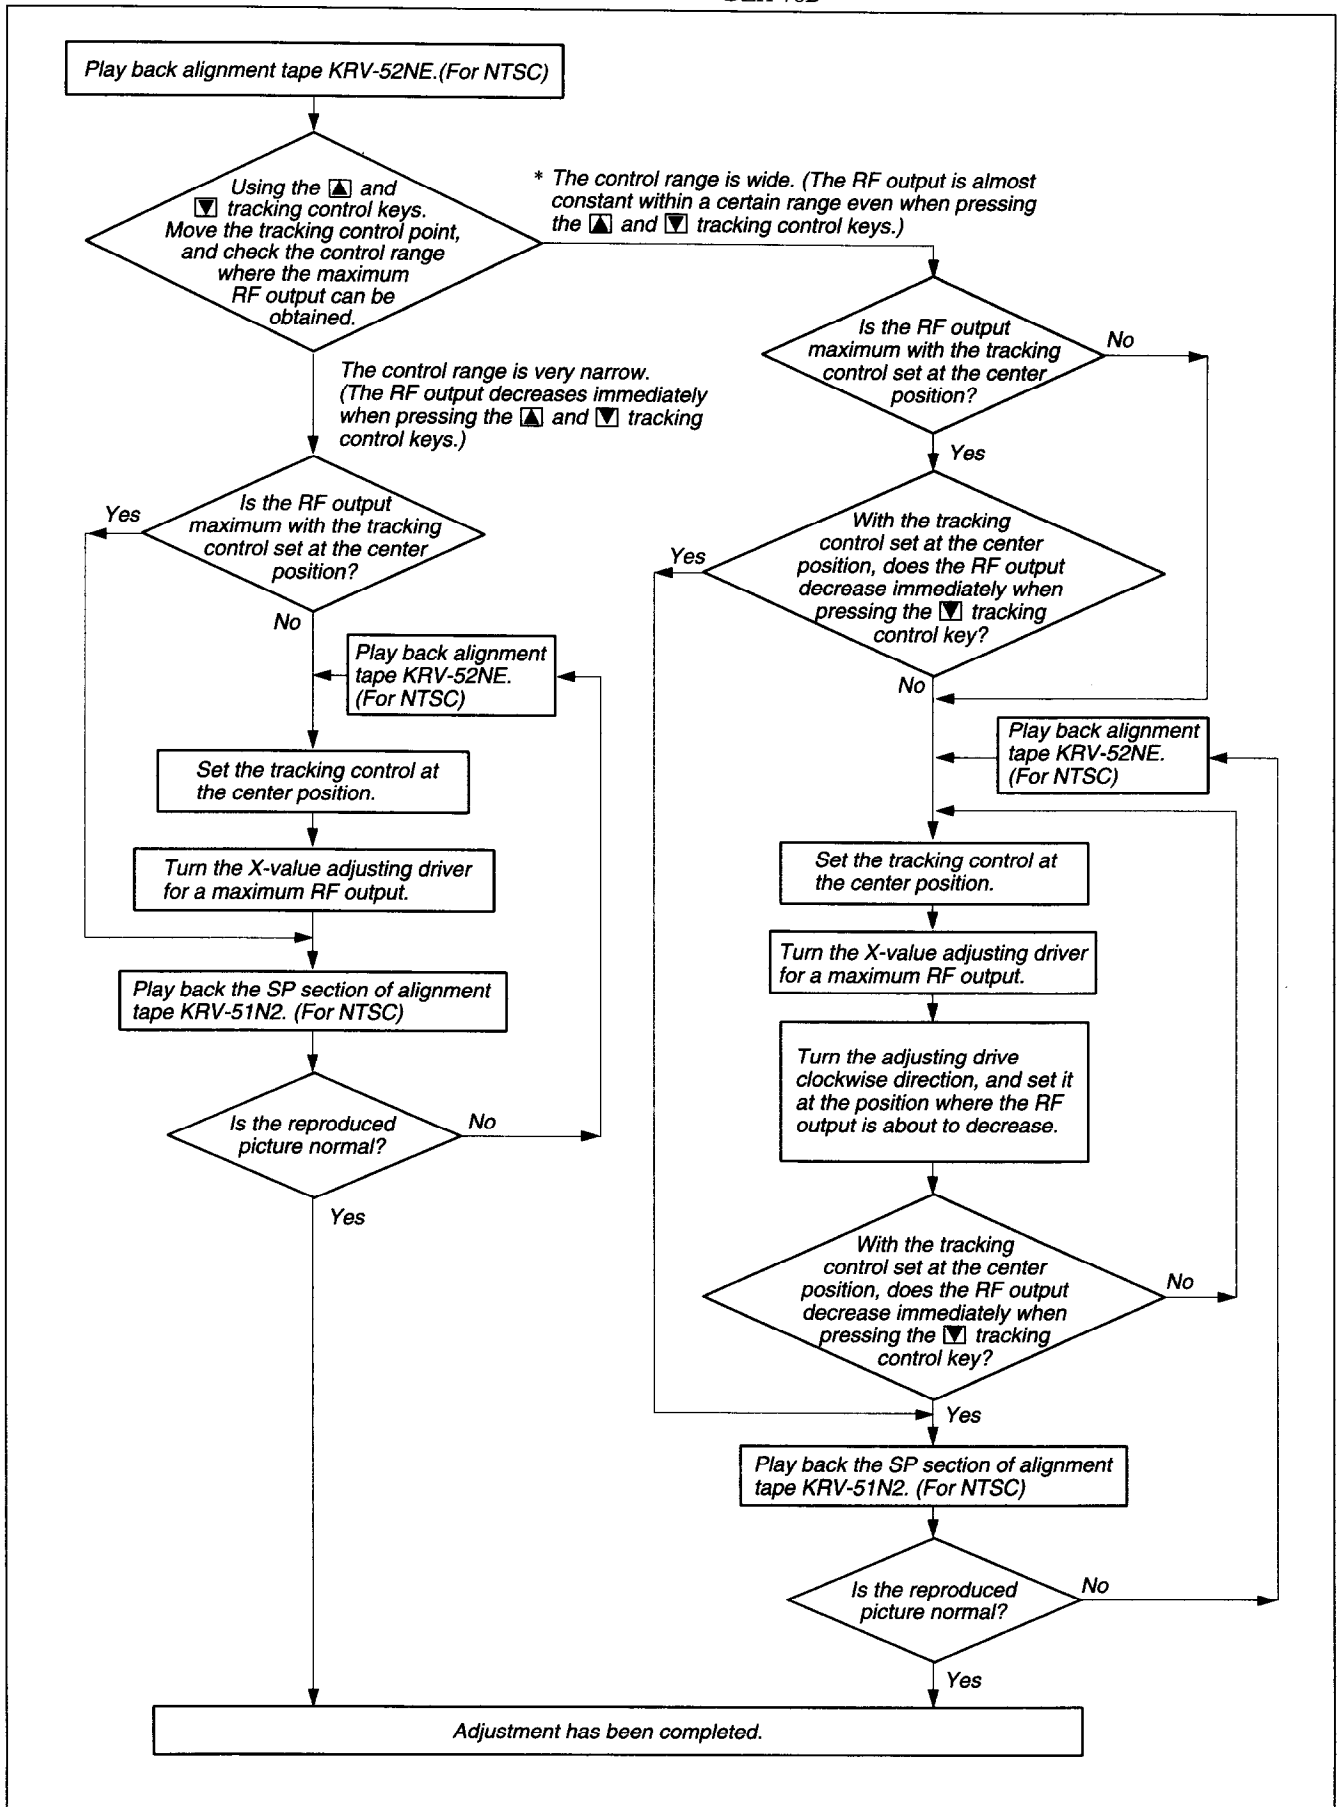 Play back alignment tape KRV-52NE.(For NTSC)
Using the ▲ and
▼ tracking control keys.
Move the tracking control point,
and check the control range
where the maximum
RF output can be
obtained.
* The control range is wide. (The RF output is almost
constant within a certain range even when pressing
the ▲ and ▼ tracking control keys.)
The control range is very narrow.
(The RF output decreases immediately
when pressing the ▲ and ▼ tracking
control keys.)
Is the RF output
maximum with the tracking
control set at the center
position?
Yes
No
Play back alignment
tape KRV-52NE.
(For NTSC)
Set the tracking control at
the center position.
Turn the X-value adjusting driver
for a maximum RF output.
Play back the SP section of alignment
tape KRV-51N2. (For NTSC)
Is the reproduced
picture normal?
No
Yes
Is the RF output
maximum with the tracking
control set at the center
position?
No
Yes
With the tracking
control set at the center
position, does the RF output
decrease immediately when
pressing the ▼ tracking
control key?
Yes
No
Play back alignment
tape KRV-52NE.
(For NTSC)
Set the tracking control at
the center position.
Turn the X-value adjusting driver
for a maximum RF output.
Turn the adjusting drive
clockwise direction, and set it
at the position where the RF
output is about to decrease.
With the tracking
control set at the center
position, does the RF output
decrease immediately when
pressing the ▼ tracking
control key?
No
Yes
Play back the SP section of alignment
tape KRV-51N2. (For NTSC)
Is the reproduced
picture normal?
No
Yes
Adjustment has been completed.